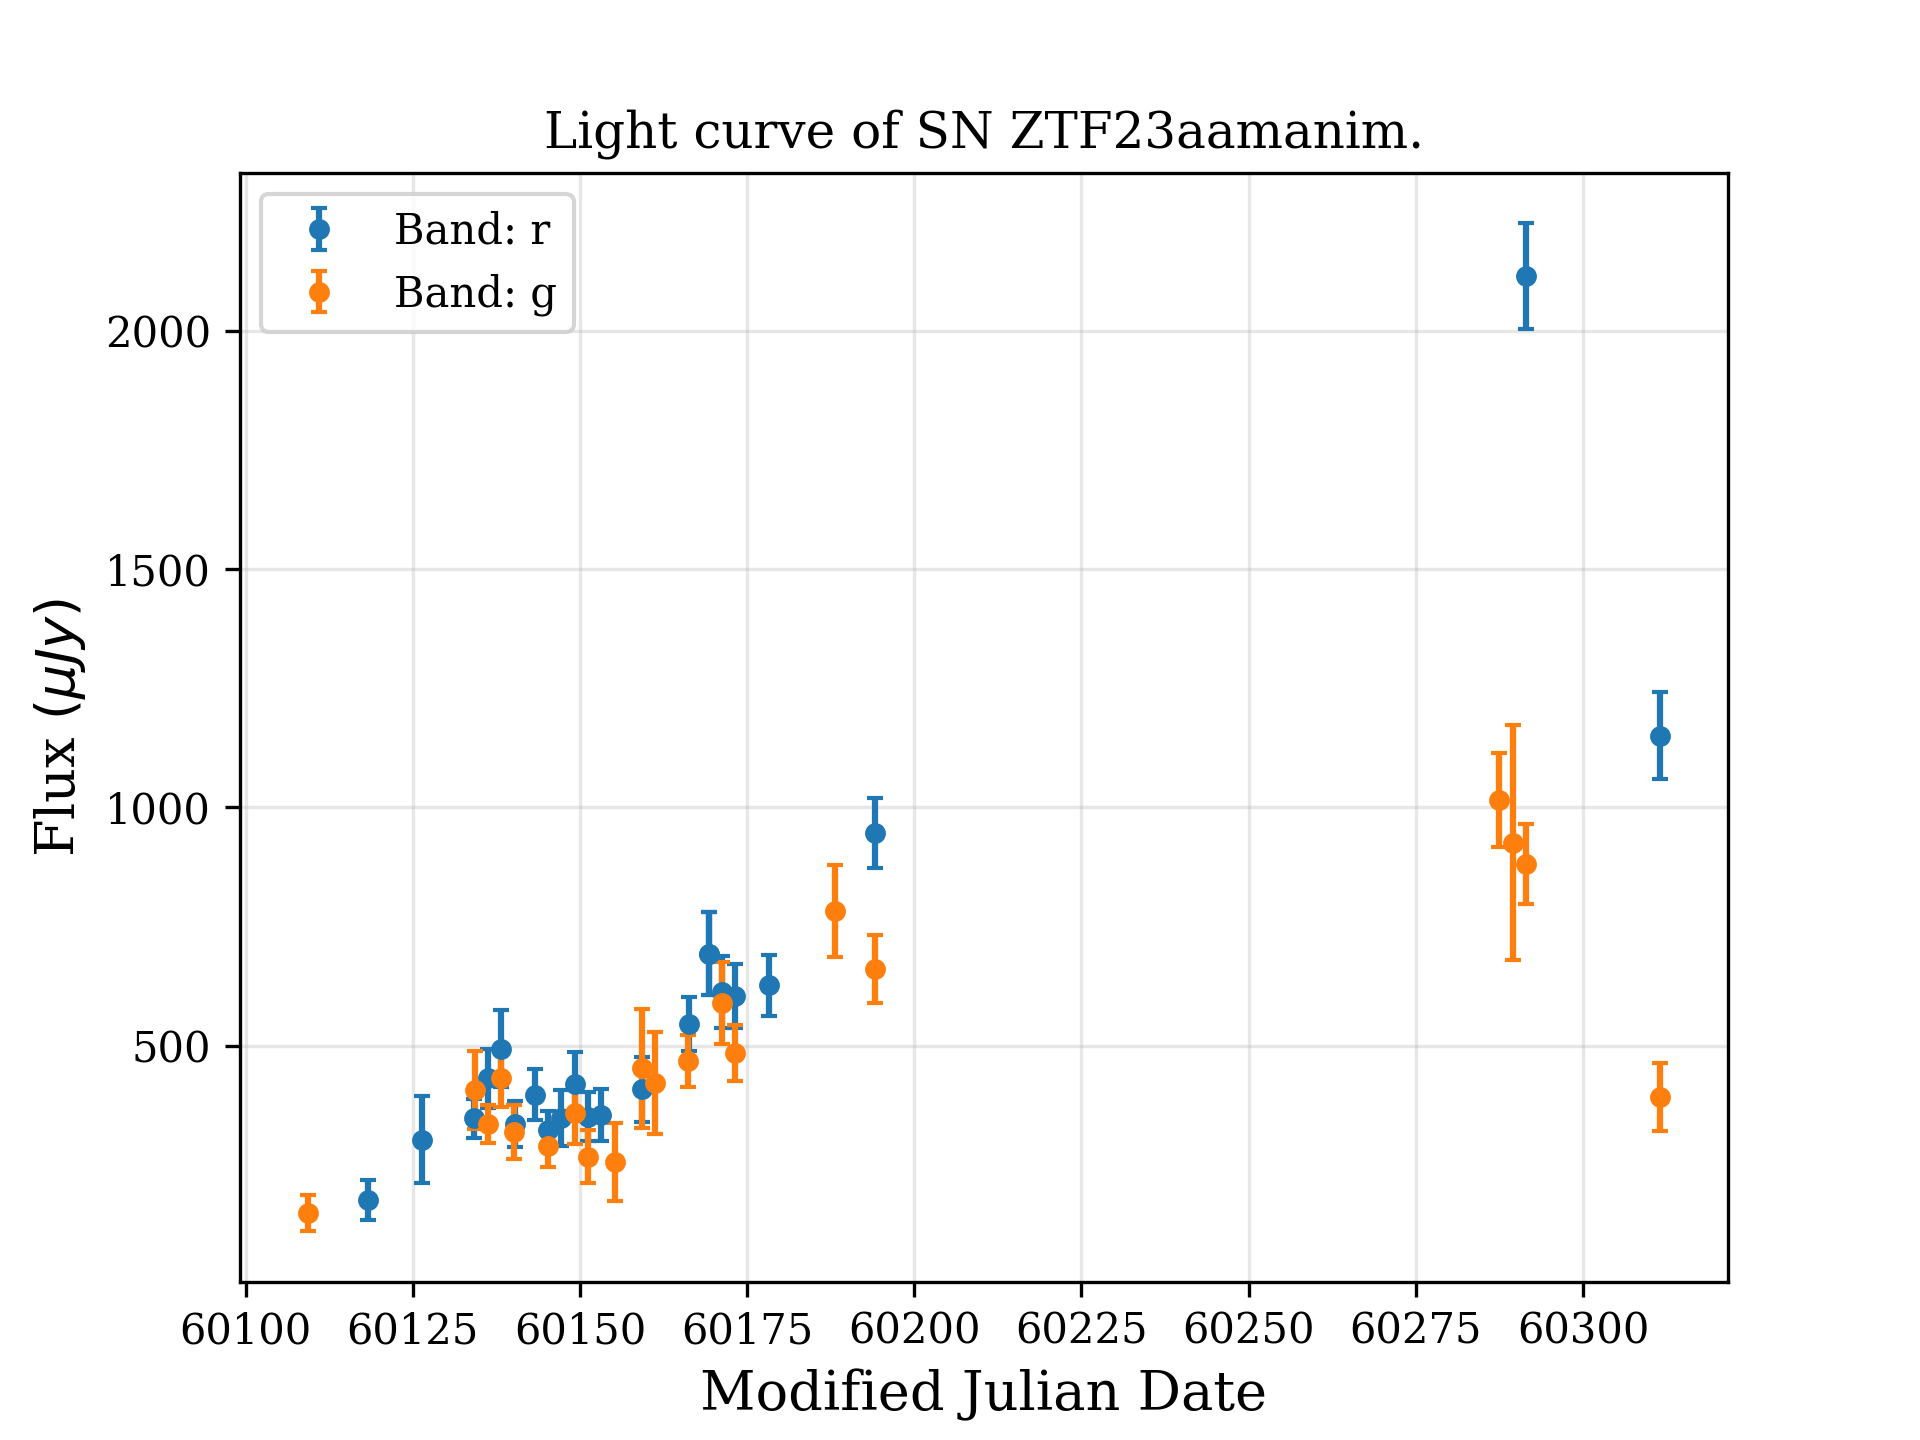 Light curve of SN ZTF23aamanim.
Band: r
Band: g
2000
1500
1000
500
Flux (μJy)
60100 60125 60150 60175 60200 60225 60250 60275 60300
Modified Julian Date